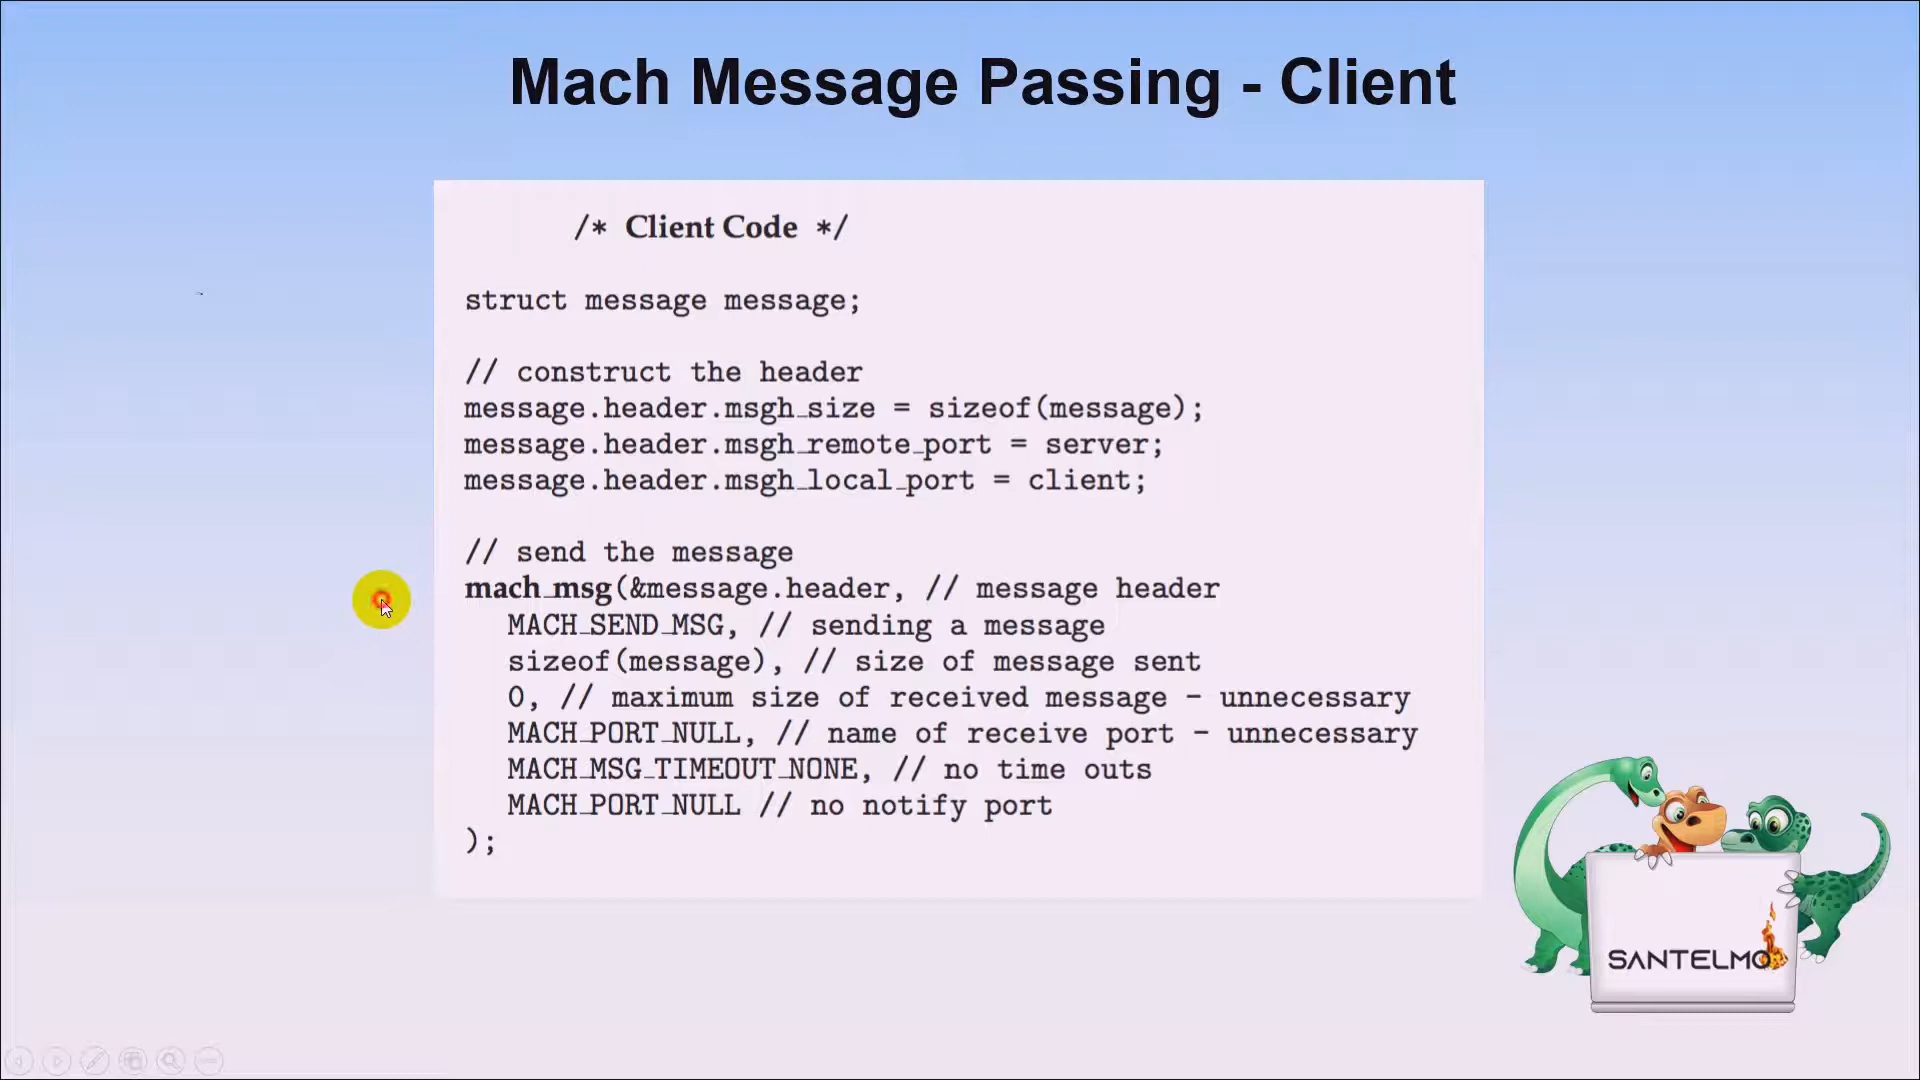 Mach Message Passing - Client
/* Client Code */
struct message message;
// construct the header
message.header.msgh_size = sizeof(message);
message.header.msgh_remote_port = server;
message.header.msgh_local_port = client;
// send the message
mach_msg(&message.header, // message header
MACH_SEND_MSG, // sending a message
sizeof(message), // size of message sent
0, // maximum size of received message - unnecessary
MACH_PORT_NULL, // name of receive port - unnecessary
MACH_MSG_TIMEOUT_NONE, // no time outs
MACH_PORT_NULL // no notify port
);
SANTELMO